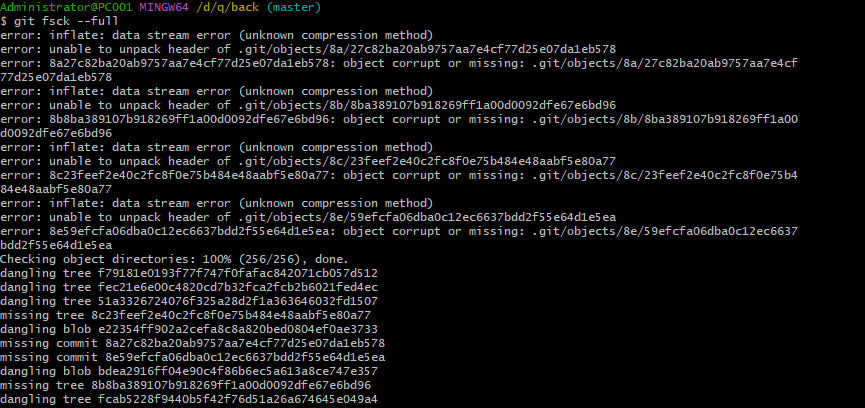 Administrator@PC001 MINGW64 /d/q/back (master)
$ git fsck --full
error: inflate: data stream error (unknown compression method)
error: unable to unpack header of .git/objects/8a/27c82ba20ab9757aa7e4cf77d25e07da1eb578
error: 8a27c82ba20ab9757aa7e4cf77d25e07da1eb578: object corrupt or missing: .git/objects/8a/27c82ba20ab9757aa7e4cf
77d25e07da1eb578
error: inflate: data stream error (unknown compression method)
error: unable to unpack header of .git/objects/8b/8ba389107b918269ff1a00d0092dfe67e6bd96
error: 8b8ba389107b918269ff1a00d0092dfe67e6bd96: object corrupt or missing: .git/objects/8b/8ba389107b918269ff1a00
d0092dfe67e6bd96
error: inflate: data stream error (unknown compression method)
error: unable to unpack header of .git/objects/8c/23feef2e40c2fc8f0e75b484e48aabf5e80a77
error: 8c23feef2e40c2fc8f0e75b484e48aabf5e80a77: object corrupt or missing: .git/objects/8c/23feef2e40c2fc8f0e75b4
84e48aabf5e80a77
error: inflate: data stream error (unknown compression method)
error: unable to unpack header of .git/objects/8e/59efcfa06dba0c12ec6637bdd2f55e64d1e5ea
error: 8e59efcfa06dba0c12ec6637bdd2f55e64d1e5ea: object corrupt or missing: .git/objects/8e/59efcfa06dba0c12ec6637
bdd2f55e64d1e5ea
Checking object directories: 100% (256/256), done.
dangling tree f79181e0193f77f747f0fafac842071cb057d512
dangling tree fec21e6e00c4820cd7b32fca2fcb2b6021fed4ec
dangling tree 51a3326724076f325a28d2f1a363646032fd1507
missing tree 8c23feef2e40c2fc8f0e75b484e48aabf5e80a77
dangling blob e22354ff902a2cefa8c8a820bed0804ef0ae3733
missing commit 8a27c82ba20ab9757aa7e4cf77d25e07da1eb578
missing commit 8e59efcfa06dba0c12ec6637bdd2f55e64d1e5ea
dangling blob bdea2916ff04e90c4f86b6ec5a613a8ce747e357
missing tree 8b8ba389107b918269ff1a00d0092dfe67e6bd96
dangling tree fcab5228f9440b5f42f76d51a26a674645e049a4